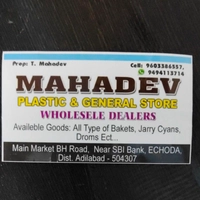 Prop: T. Mahadev
Cell: 9603386557,
9494113714
MAHADEV
PLASTIC & GENERAL STORE
WHOLESELE DEALERS
Availeble Goods: All Type of Bakets, Jarry Cyans,
Droms Ect...
Main Market BH Road, Near SBI Bank, ECHODA,
Dist. Adilabad - 504307